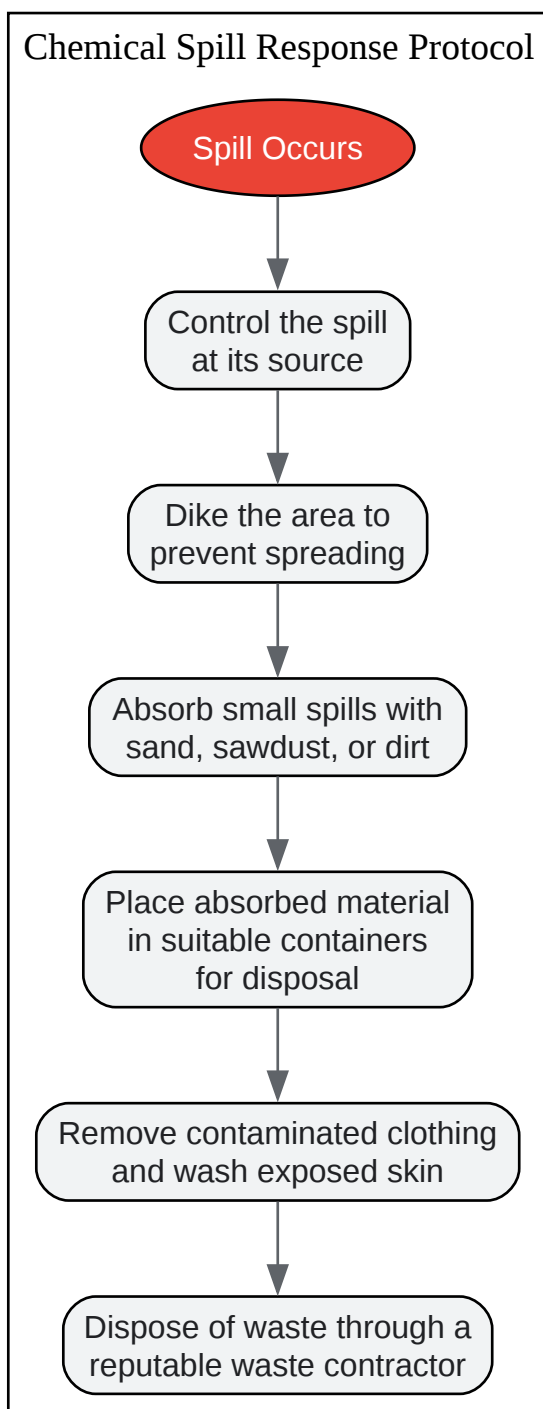 Chemical Spill Response Protocol
Spill Occurs
Control the spill
at its source
Dike the area to
prevent spreading
Absorb small spills with
sand, sawdust, or dirt
Place absorbed material
in suitable containers
for disposal
Remove contaminated clothing
and wash exposed skin
Dispose of waste through a
reputable waste contractor